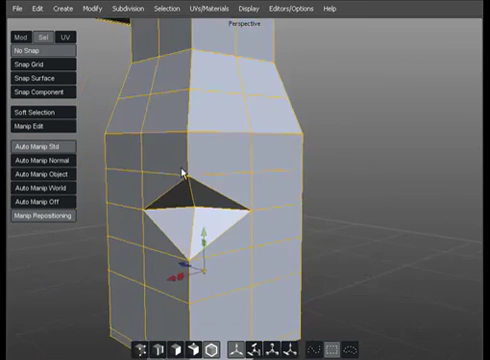 File Edit Create Modify Subdivision Selection UVs/Materials Display Editors/Options Help
Perspective
Mod Sel UV
No Snap
Snap Grid
Snap Surface
Snap Component
Soft Selection
Manip Edit
Auto Manip Std
Auto Manip Normal
Auto Manip Object
Auto Manip World
Auto Manip Off
Manip Repositioning